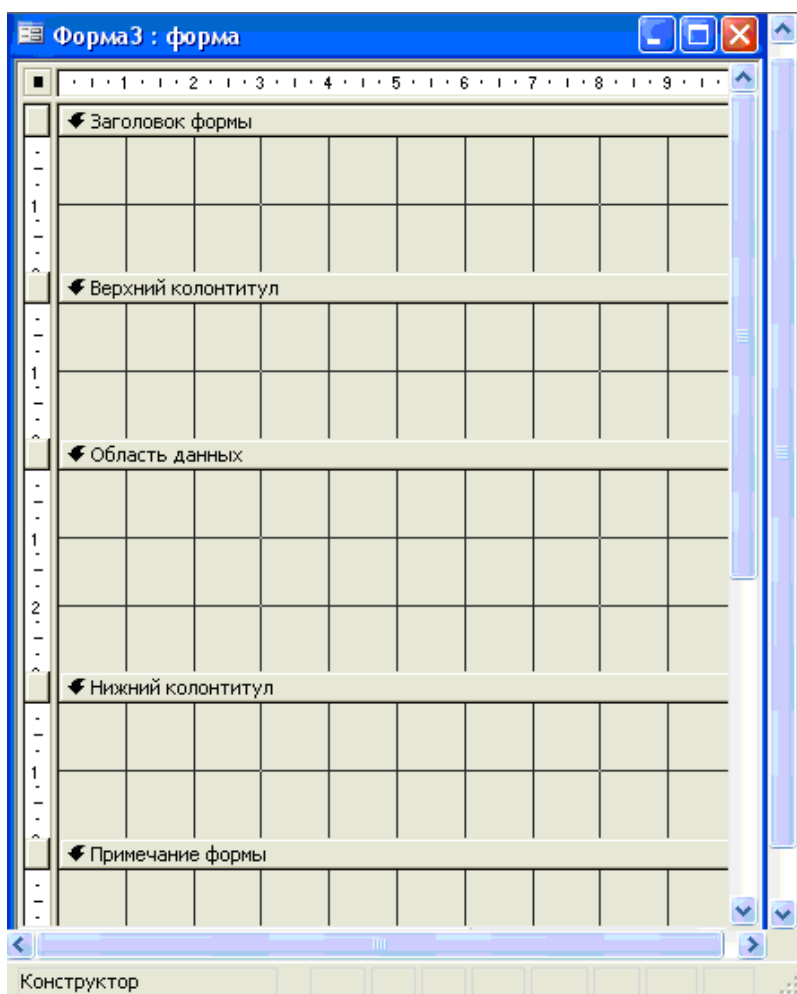 Форма3 : форма
1 2 3 4 5 6 7 8 9
Заголовок формы
1
Верхний колонтитул
1
Область данных
1
2
Нижний колонтитул
1
Примечание формы
Конструктор